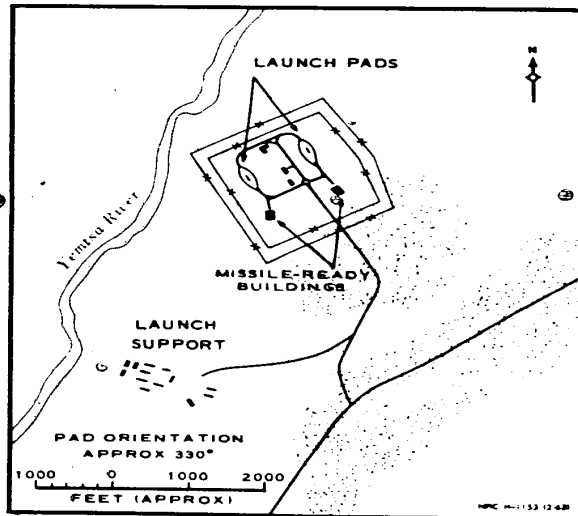 N
LAUNCH PADS
Yemtsa River
MISSILE-READY
BUILDINGS
LAUNCH
SUPPORT
PAD ORIENTATION
APPROX 330°
1000 0 1000 2000
FEET (APPROX)
NPIC